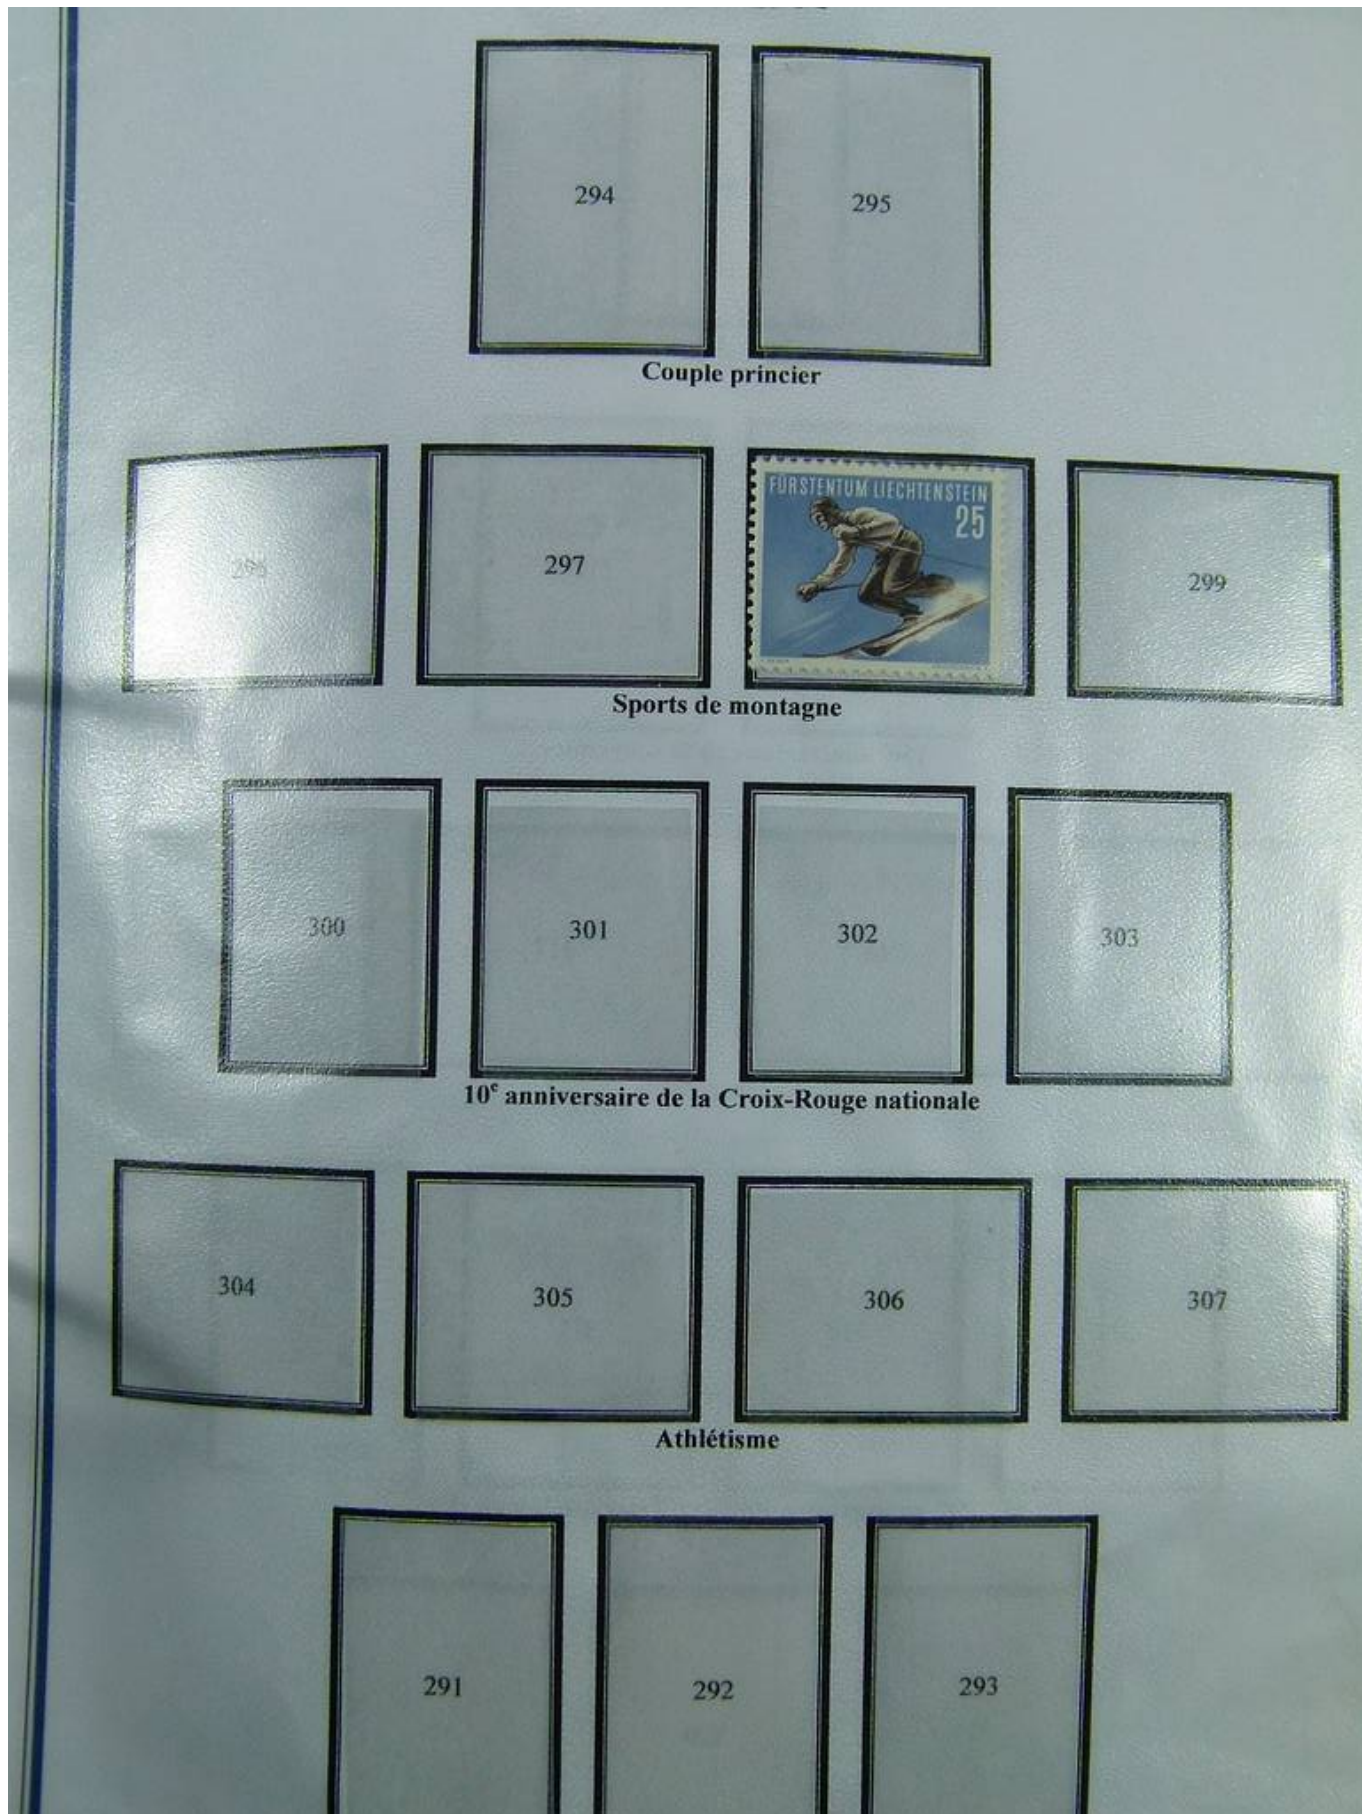 294 295
Couple princier
296 297 FÜRSTENTUM LIECHTENSTEIN 25 299
Sports de montagne
300 301 302 303
10e anniversaire de la Croix-Rouge nationale
304 305 306 307
Athlétisme
291 292 293